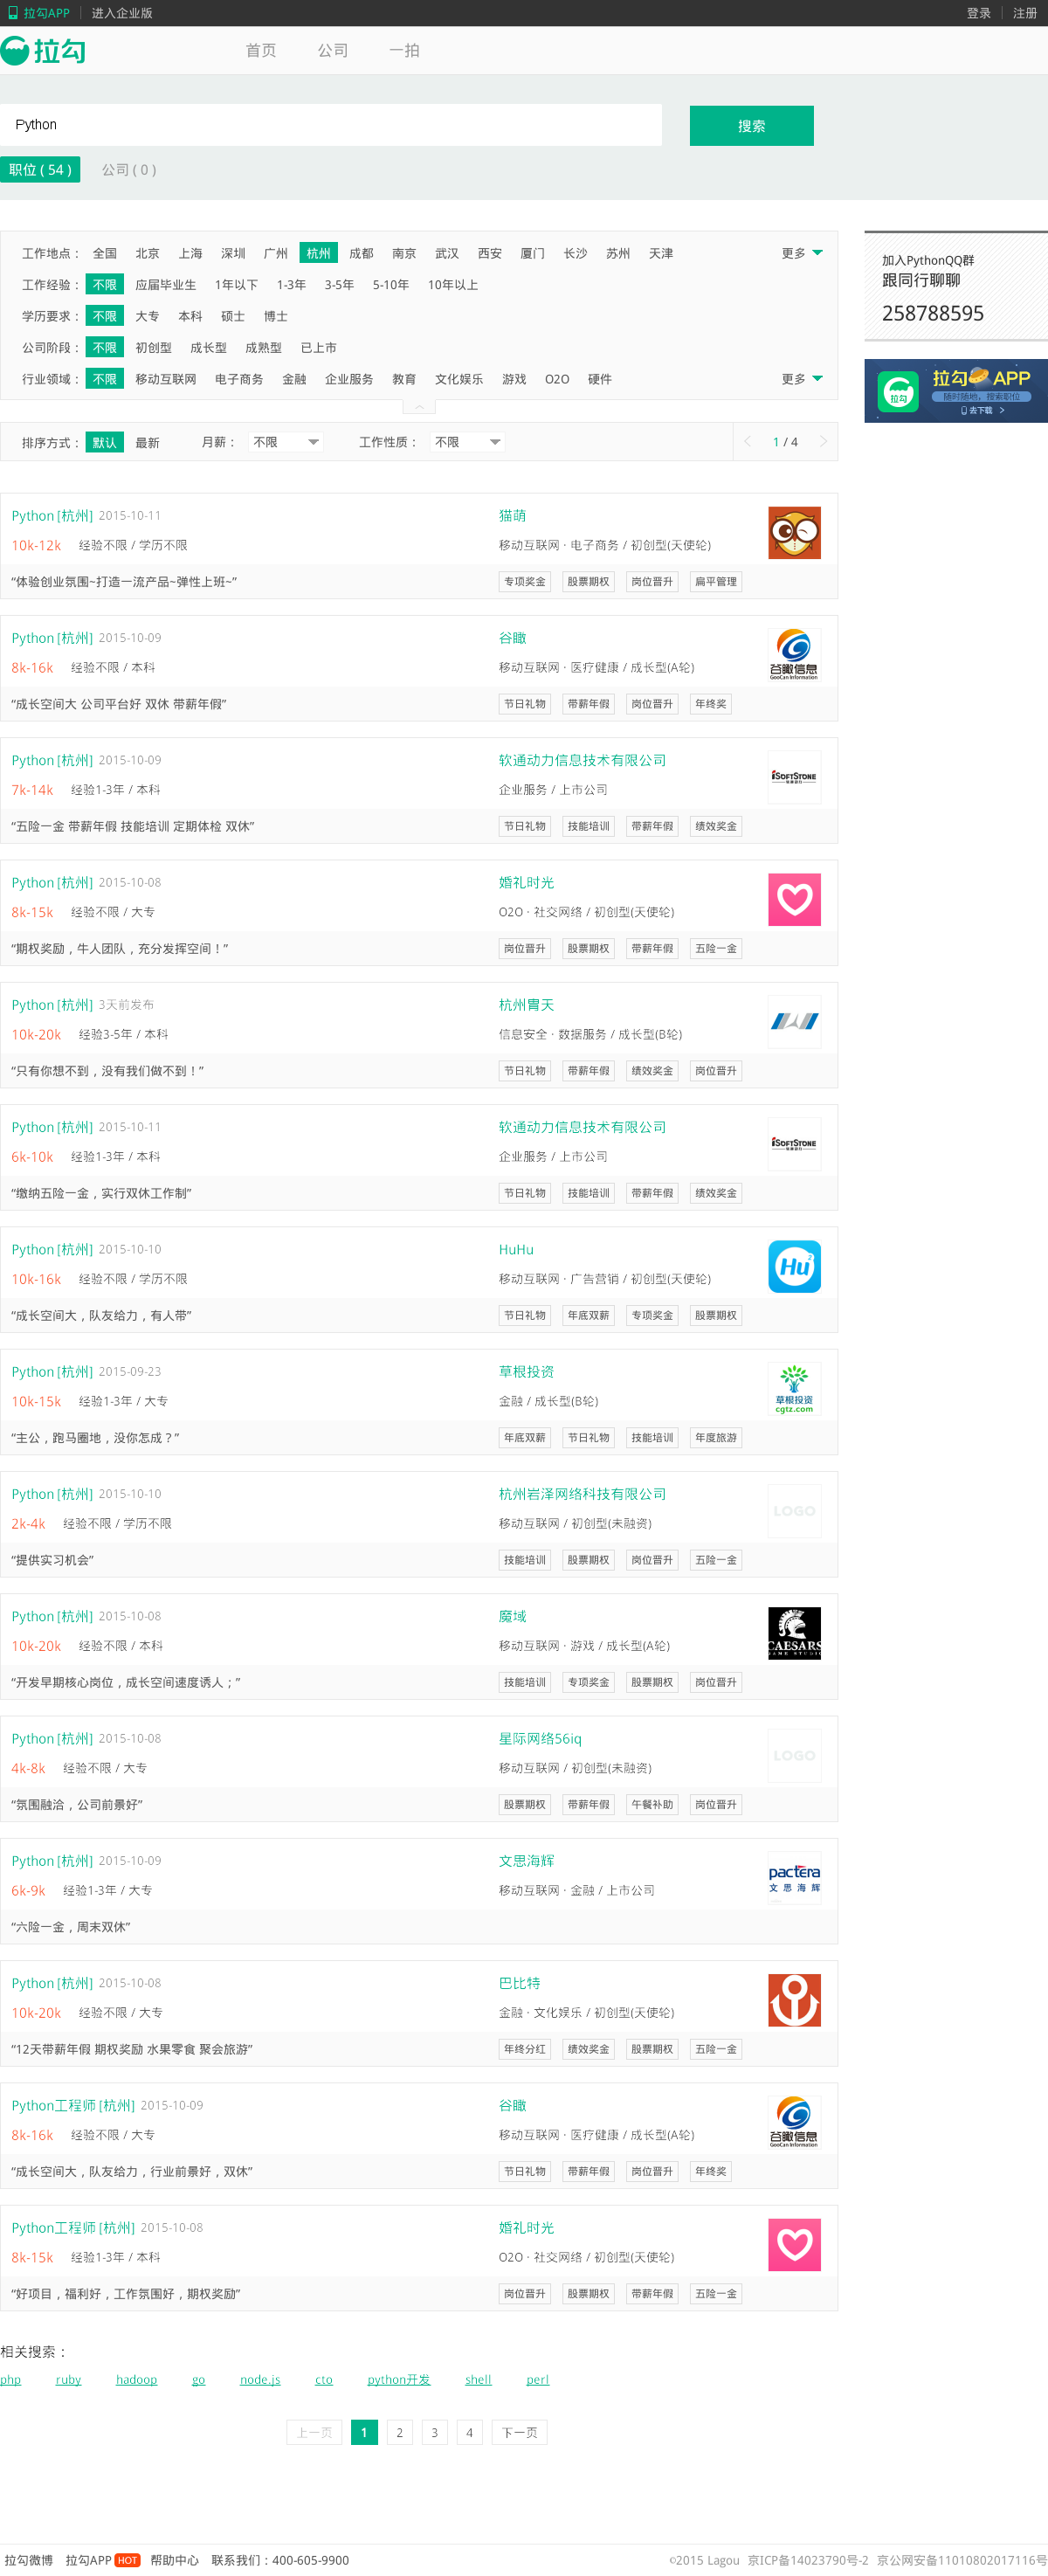 拉勾APP 进入企业版 登录 注册
拉勾 首页 公司 一拍
Python 搜索
职位 ( 54 ) 公司 ( 0 )
工作地点： 全国 北京 上海 深圳 广州 杭州 成都 南京 武汉 西安 厦门 长沙 苏州 天津 更多
工作经验： 不限 应届毕业生 1年以下 1-3年 3-5年 5-10年 10年以上
学历要求： 不限 大专 本科 硕士 博士
公司阶段： 不限 初创型 成长型 成熟型 已上市
行业领域： 不限 移动互联网 电子商务 金融 企业服务 教育 文化娱乐 游戏 O2O 硬件 更多
排序方式： 默认 最新 月薪： 不限 工作性质： 不限 1 / 4
加入PythonQQ群
跟同行聊聊
258788595
拉勾APP
随时随地，搜索职位
拉勾
去下载 >
Python [杭州] 2015-10-11 猫萌
10k-12k 经验不限 / 学历不限 移动互联网 · 电子商务 / 初创型(天使轮)
“体验创业氛围~打造一流产品~弹性上班~” 专项奖金 股票期权 岗位晋升 扁平管理
Python [杭州] 2015-10-09 谷瞰
8k-16k 经验不限 / 本科 移动互联网 · 医疗健康 / 成长型(A轮)
谷瞰信息
GooCan Information
“成长空间大 公司平台好 双休 带薪年假” 节日礼物 带薪年假 岗位晋升 年终奖
Python [杭州] 2015-10-09 软通动力信息技术有限公司
iSOFTSTONE
7k-14k 经验1-3年 / 本科 企业服务 / 上市公司
“五险一金 带薪年假 技能培训 定期体检 双休” 节日礼物 技能培训 带薪年假 绩效奖金
Python [杭州] 2015-10-08 婚礼时光
8k-15k 经验不限 / 大专 O2O · 社交网络 / 初创型(天使轮)
“期权奖励，牛人团队，充分发挥空间！” 岗位晋升 股票期权 带薪年假 五险一金
Python [杭州] 3天前发布 杭州胄天
10k-20k 经验3-5年 / 本科 信息安全 · 数据服务 / 成长型(B轮)
“只有你想不到，没有我们做不到！” 节日礼物 带薪年假 绩效奖金 岗位晋升
Python [杭州] 2015-10-11 软通动力信息技术有限公司
iSOFTSTONE
6k-10k 经验1-3年 / 本科 企业服务 / 上市公司
“缴纳五险一金，实行双休工作制” 节日礼物 技能培训 带薪年假 绩效奖金
Python [杭州] 2015-10-10 HuHu
Hu2
10k-16k 经验不限 / 学历不限 移动互联网 · 广告营销 / 初创型(天使轮)
“成长空间大，队友给力，有人带” 节日礼物 年底双薪 专项奖金 股票期权
Python [杭州] 2015-09-23 草根投资
10k-15k 经验1-3年 / 大专 金融 / 成长型(B轮)
草根投资
cgtz.com
“主公，跑马圈地，没你怎成？” 年底双薪 节日礼物 技能培训 年度旅游
Python [杭州] 2015-10-10 杭州岩泽网络科技有限公司
LOGO
2k-4k 经验不限 / 学历不限 移动互联网 / 初创型(未融资)
“提供实习机会” 技能培训 股票期权 岗位晋升 五险一金
Python [杭州] 2015-10-08 魔域
10k-20k 经验不限 / 本科 移动互联网 · 游戏 / 成长型(A轮)
CAESARS
GAME STUDIO
“开发早期核心岗位，成长空间速度诱人；” 技能培训 专项奖金 股票期权 岗位晋升
Python [杭州] 2015-10-08 星际网络56iq
LOGO
4k-8k 经验不限 / 大专 移动互联网 / 初创型(未融资)
“氛围融洽，公司前景好” 股票期权 带薪年假 午餐补助 岗位晋升
Python [杭州] 2015-10-09 文思海辉
pactera
文思海辉
6k-9k 经验1-3年 / 大专 移动互联网 · 金融 / 上市公司
“六险一金，周末双休”
Python [杭州] 2015-10-08 巴比特
10k-20k 经验不限 / 大专 金融 · 文化娱乐 / 初创型(天使轮)
“12天带薪年假 期权奖励 水果零食 聚会旅游” 年终分红 绩效奖金 股票期权 五险一金
Python工程师 [杭州] 2015-10-09 谷瞰
8k-16k 经验不限 / 大专 移动互联网 · 医疗健康 / 成长型(A轮)
谷瞰信息
GooCan Information
“成长空间大，队友给力，行业前景好，双休” 节日礼物 带薪年假 岗位晋升 年终奖
Python工程师 [杭州] 2015-10-08 婚礼时光
8k-15k 经验1-3年 / 本科 O2O · 社交网络 / 初创型(天使轮)
“好项目，福利好，工作氛围好，期权奖励” 岗位晋升 股票期权 带薪年假 五险一金
相关搜索：
php ruby hadoop go node.js cto python开发 shell perl
上一页 1 2 3 4 下一页
拉勾微博 拉勾APP HOT 帮助中心 联系我们：400-605-9900 ©2015 Lagou 京ICP备14023790号-2 京公网安备11010802017116号